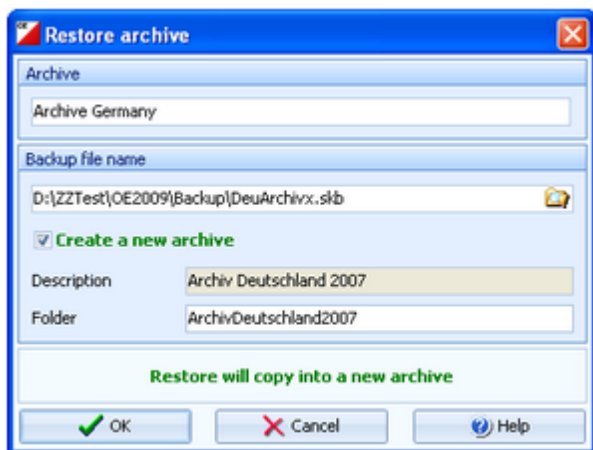 OE
Restore archive
Archive
Archive Germany
Backup file name
D:\ZZTest\OE2009\Backup\DeuArchivx.skb
Create a new archive
Description Archiv Deutschland 2007
Folder ArchivDeutschland2007
Restore will copy into a new archive
OK Cancel Help